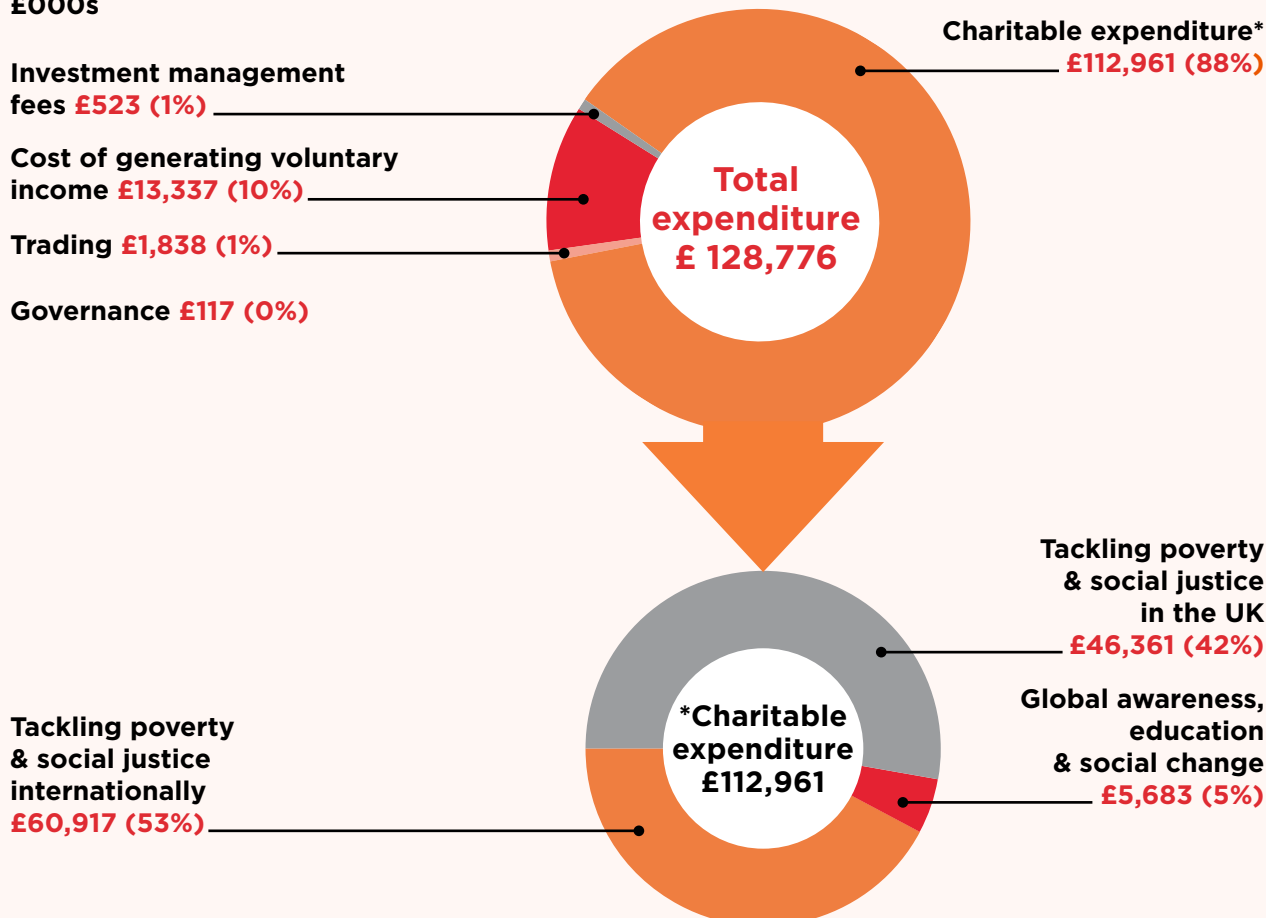 £000s
Investment management
fees £523 (1%)
Cost of generating voluntary
income £13,337 (10%)
Trading £1,838 (1%)
Governance £117 (0%)
Charitable expenditure*
£112,961 (88%)
Total
expenditure
£ 128,776
Tackling poverty
& social justice
in the UK
£46,361 (42%)
Global awareness,
education
& social change
£5,683 (5%)
*Charitable
expenditure
£112,961
Tackling poverty
& social justice
internationally
£60,917 (53%)